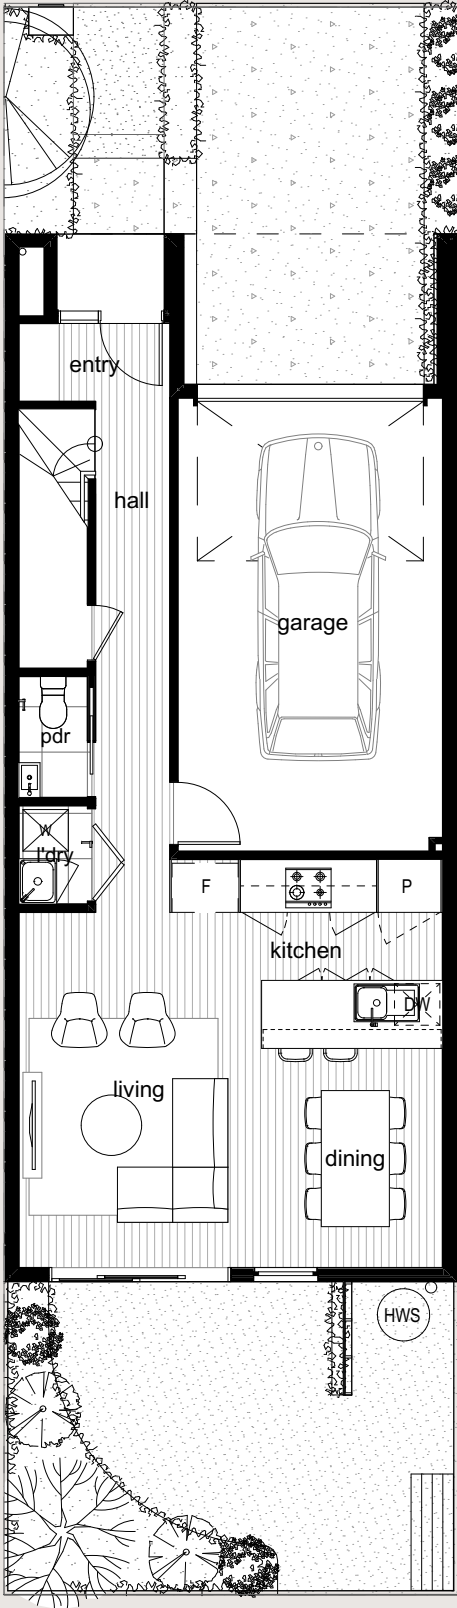 entry
hall
garage
pdr
W
l'dry
F
P
kitchen
DW
living
dining
HWS